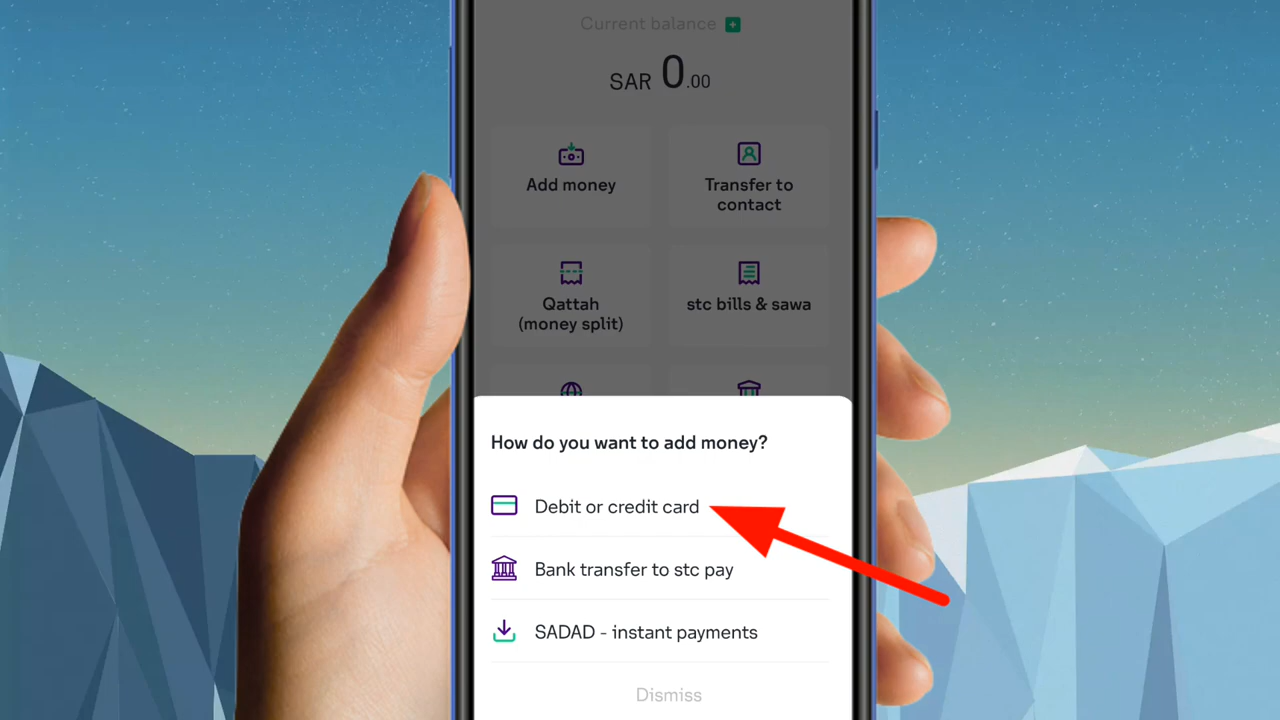 Current balance
SAR 0.00
Add money
Transfer to
contact
Qattah
(money split)
stc bills & sawa
How do you want to add money?
Debit or credit card
Bank transfer to stc pay
SADAD - instant payments
Dismiss